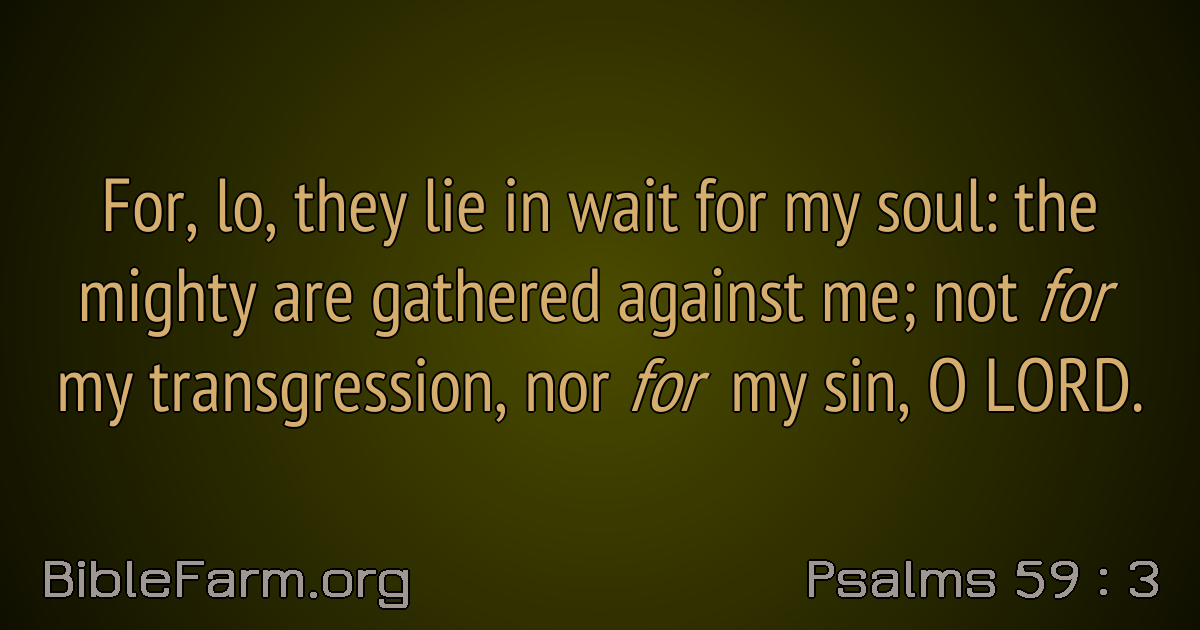 For, lo, they lie in wait for my soul: the
mighty are gathered against me; not for
my transgression, nor for my sin, O LORD.
BibleFarm.org
Psalms 59 : 3